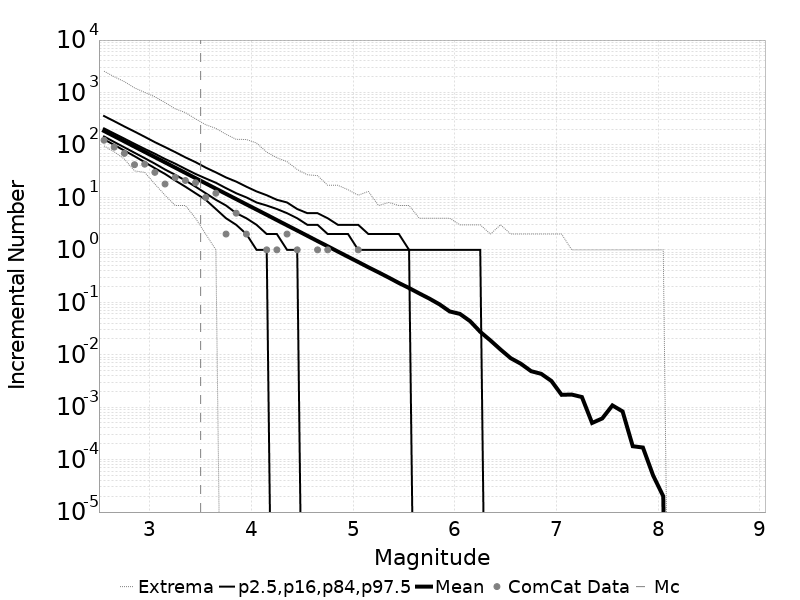 10^4
10^3
10^2
10^1
10^0
10^-1
10^-2
10^-3
10^-4
10^-5
Incremental Number
3 4 5 6 7 8 9
Magnitude
Extrema p2.5,p16,p84,p97.5 Mean ComCat Data Mc